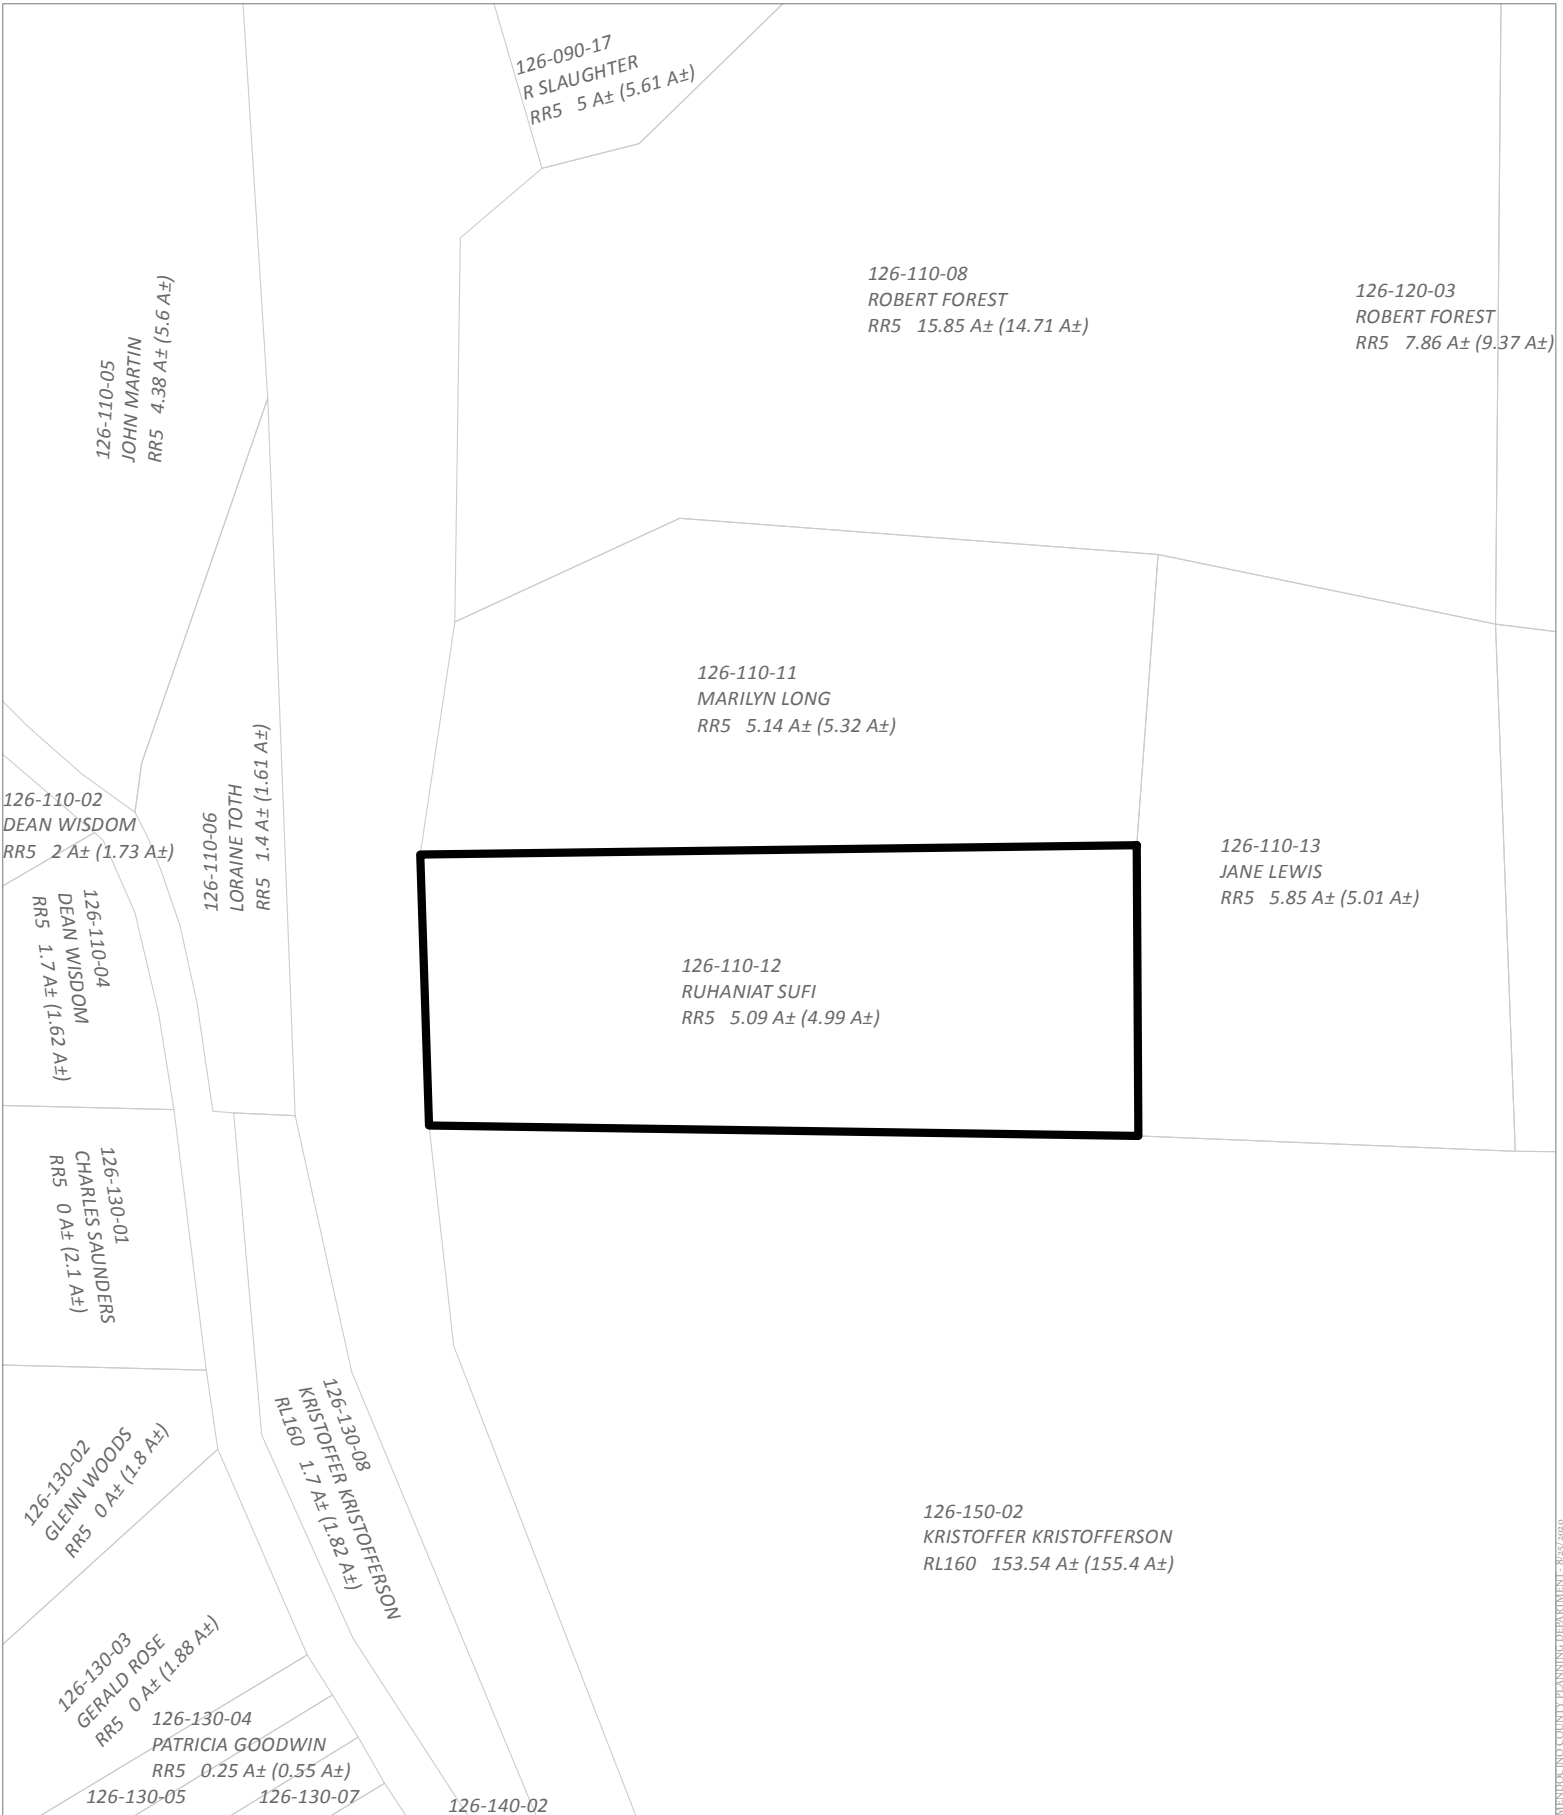 126-090-17
R SLAUGHTER
RR5 5 A± (5.61 A±)
126-110-08
ROBERT FOREST
RR5 15.85 A± (14.71 A±)
126-120-03
ROBERT FOREST
RR5 7.86 A± (9.37 A±)
126-110-05
JOHN MARTIN
RR5 4.38 A± (5.6 A±)
126-110-11
MARILYN LONG
RR5 5.14 A± (5.32 A±)
126-110-02
DEAN WISDOM
RR5 2 A± (1.73 A±)
126-110-06
LORAINE TOTH
RR5 1.4 A± (1.61 A±)
126-110-13
JANE LEWIS
RR5 5.85 A± (5.01 A±)
126-110-04
DEAN WISDOM
RR5 1.7 A± (1.62 A±)
126-110-12
RUHANIAT SUFI
RR5 5.09 A± (4.99 A±)
126-130-01
CHARLES SAUNDERS
RR5 0 A± (2.1 A±)
126-130-08
KRISTOFFER KRISTOFFERSON
RL160 1.7 A± (1.82 A±)
126-130-02
GLENN WOODS
RR5 0 A± (1.8 A±)
126-150-02
KRISTOFFER KRISTOFFERSON
RL160 153.54 A± (155.4 A±)
126-130-03
GERALD ROSE
RR5 0 A± (1.88 A±)
126-130-04
PATRICIA GOODWIN
RR5 0.25 A± (0.55 A±)
126-130-05
126-130-07
126-140-02
MENDOCINO COUNTY PLANNING DEPARTMENT- 8/25/2020